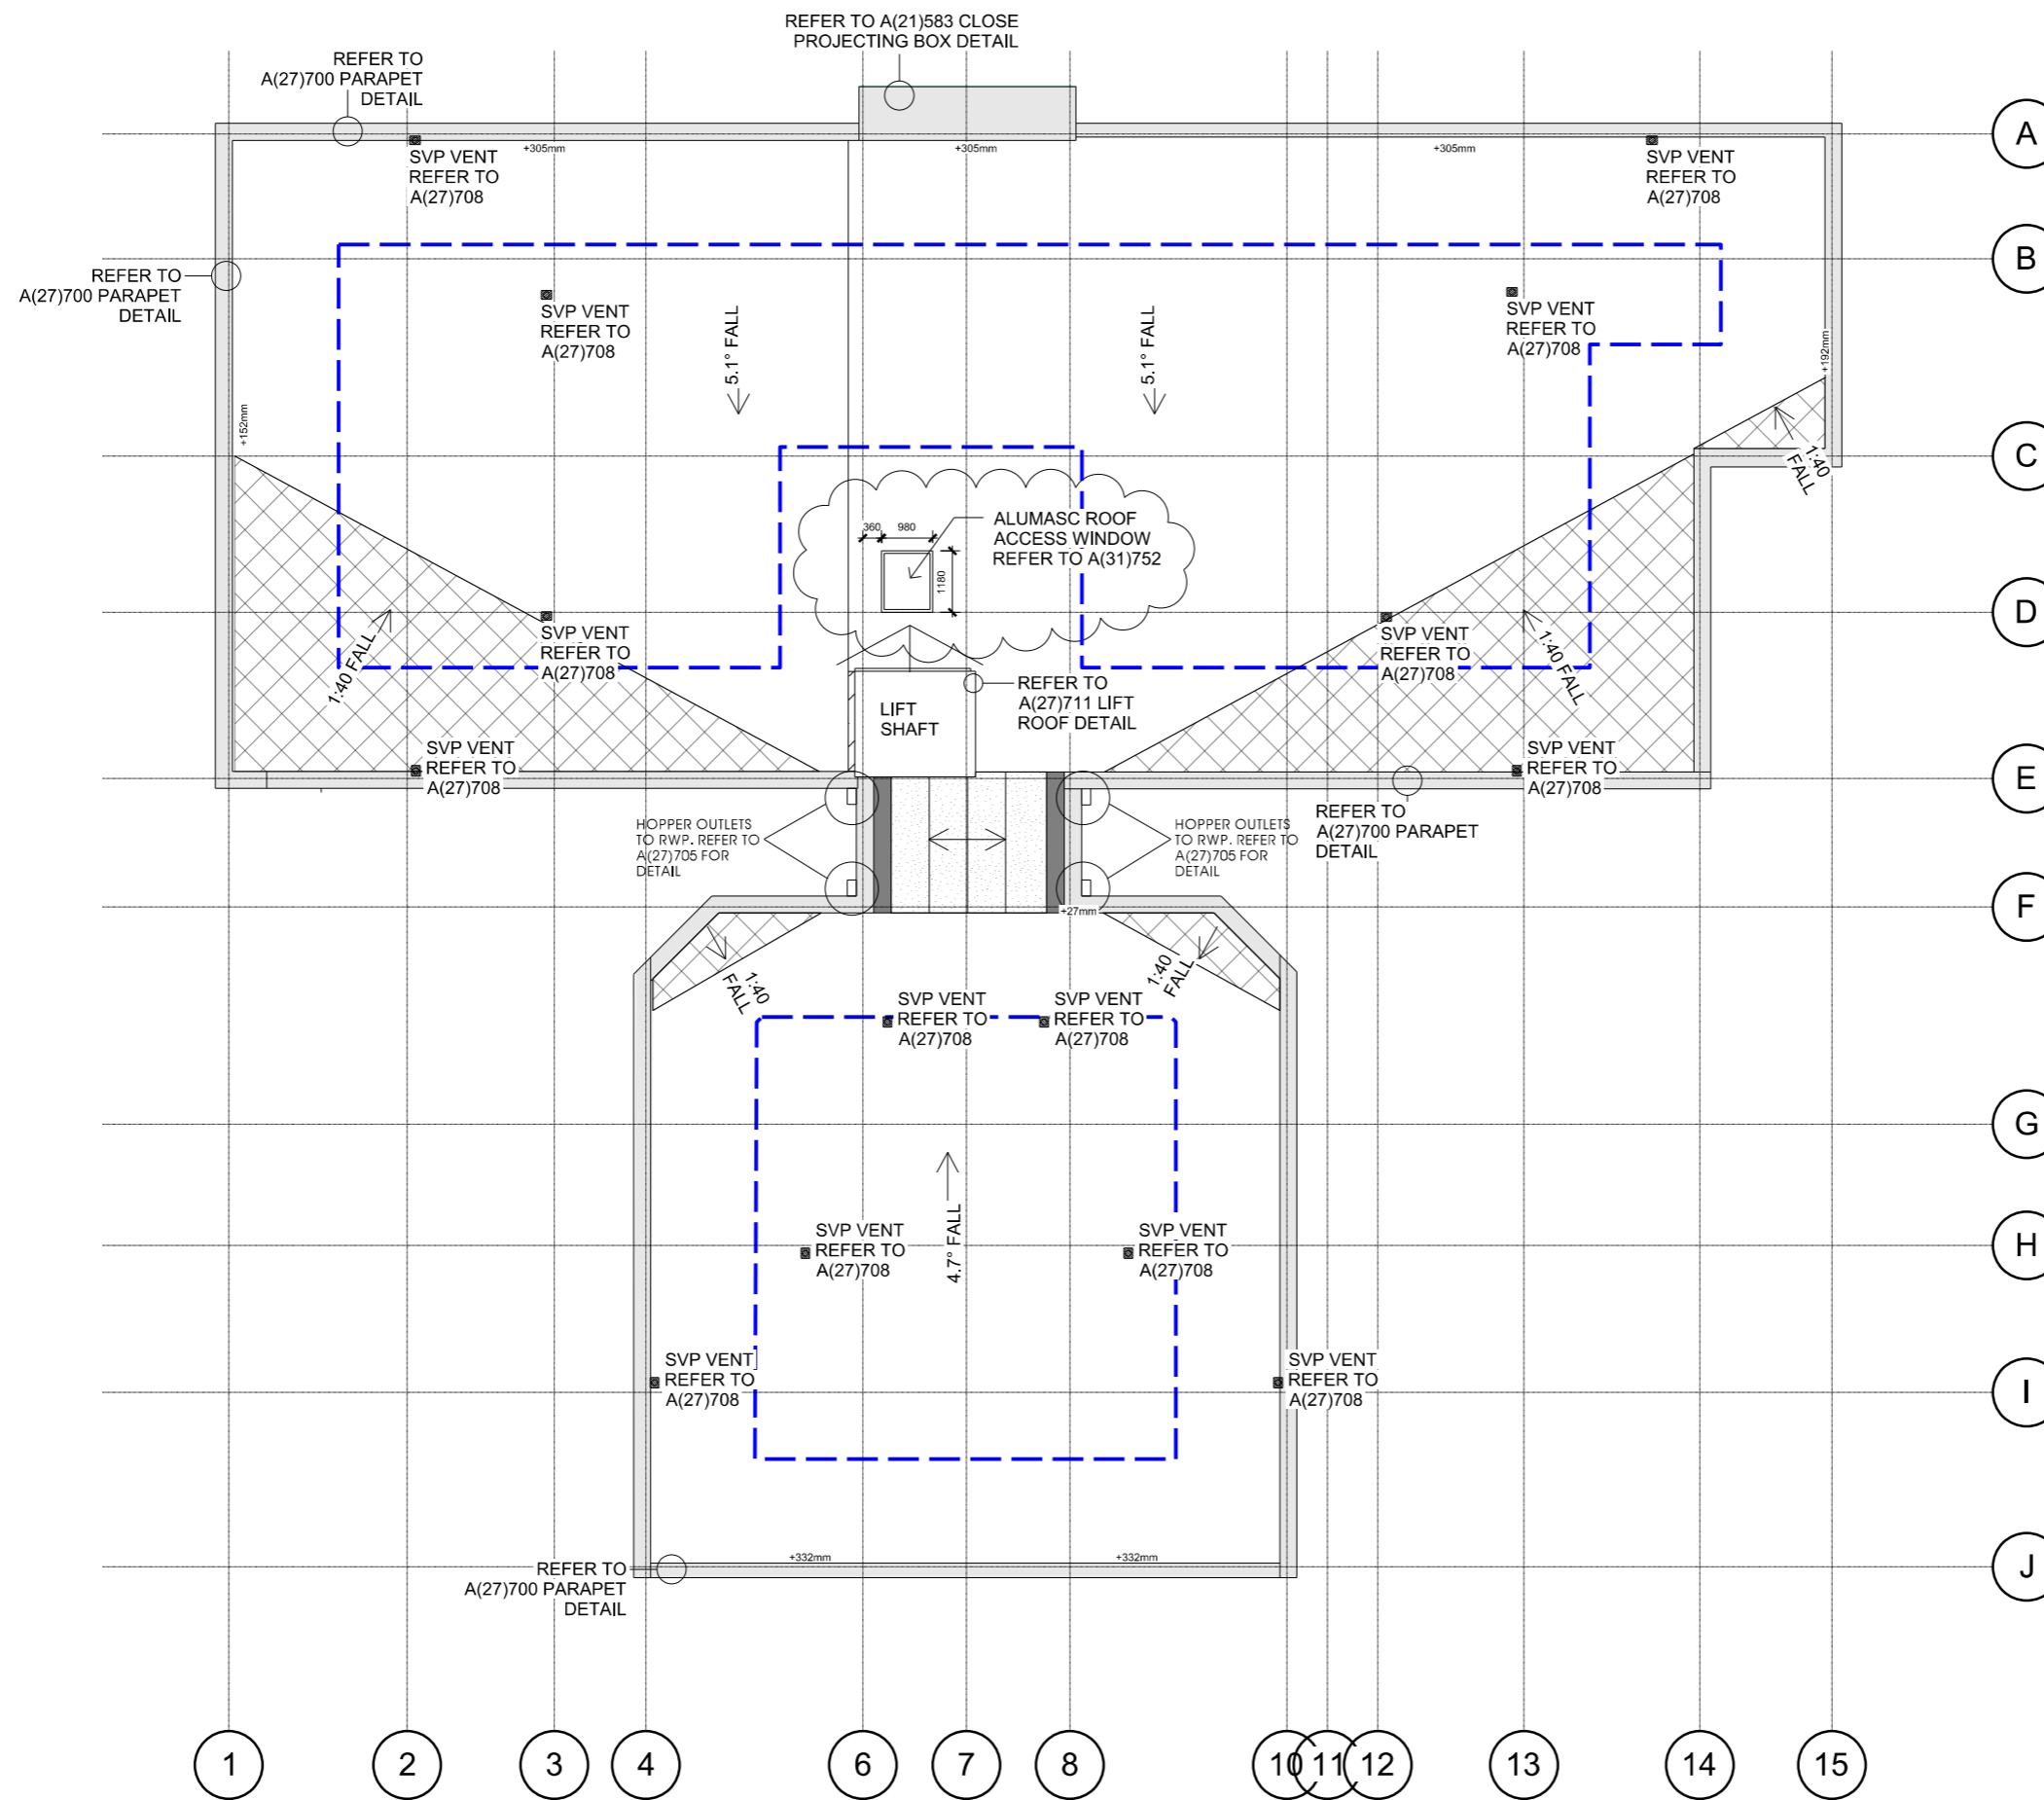 REFER TO A(21)583 CLOSE
PROJECTING BOX DETAIL
REFER TO
A(27)700 PARAPET
DETAIL
A
+305mm
+305mm
+305mm
SVP VENT
REFER TO
A(27)708
SVP VENT
REFER TO
A(27)708
B
REFER TO
A(27)700 PARAPET
DETAIL
SVP VENT
REFER TO
A(27)708
5.1° FALL
5.1° FALL
SVP VENT
REFER TO
A(27)708
+192mm
+152mm
C
1:40
FALL
360
980
1180
ALUMASC ROOF
ACCESS WINDOW
REFER TO A(31)752
D
1:40 FALL
SVP VENT
REFER TO
A(27)708
SVP VENT
REFER TO
A(27)708
1:40 FALL
LIFT
SHAFT
REFER TO
A(27)711 LIFT
ROOF DETAIL
SVP VENT
REFER TO
A(27)708
SVP VENT
REFER TO
A(27)708
E
HOPPER OUTLETS
TO RWP. REFER TO
A(27)705 FOR
DETAIL
HOPPER OUTLETS
TO RWP. REFER TO
A(27)705 FOR
DETAIL
REFER TO
A(27)700 PARAPET
DETAIL
F
+27mm
1:40
FALL
1:40
FALL
SVP VENT
REFER TO
A(27)708
SVP VENT
REFER TO
A(27)708
G
4.7° FALL
SVP VENT
REFER TO
A(27)708
SVP VENT
REFER TO
A(27)708
H
SVP VENT
REFER TO
A(27)708
SVP VENT
REFER TO
A(27)708
I
+332mm
+332mm
J
REFER TO
A(27)700 PARAPET
DETAIL
1 2 3 4 6 7 8 10 11 12 13 14 15